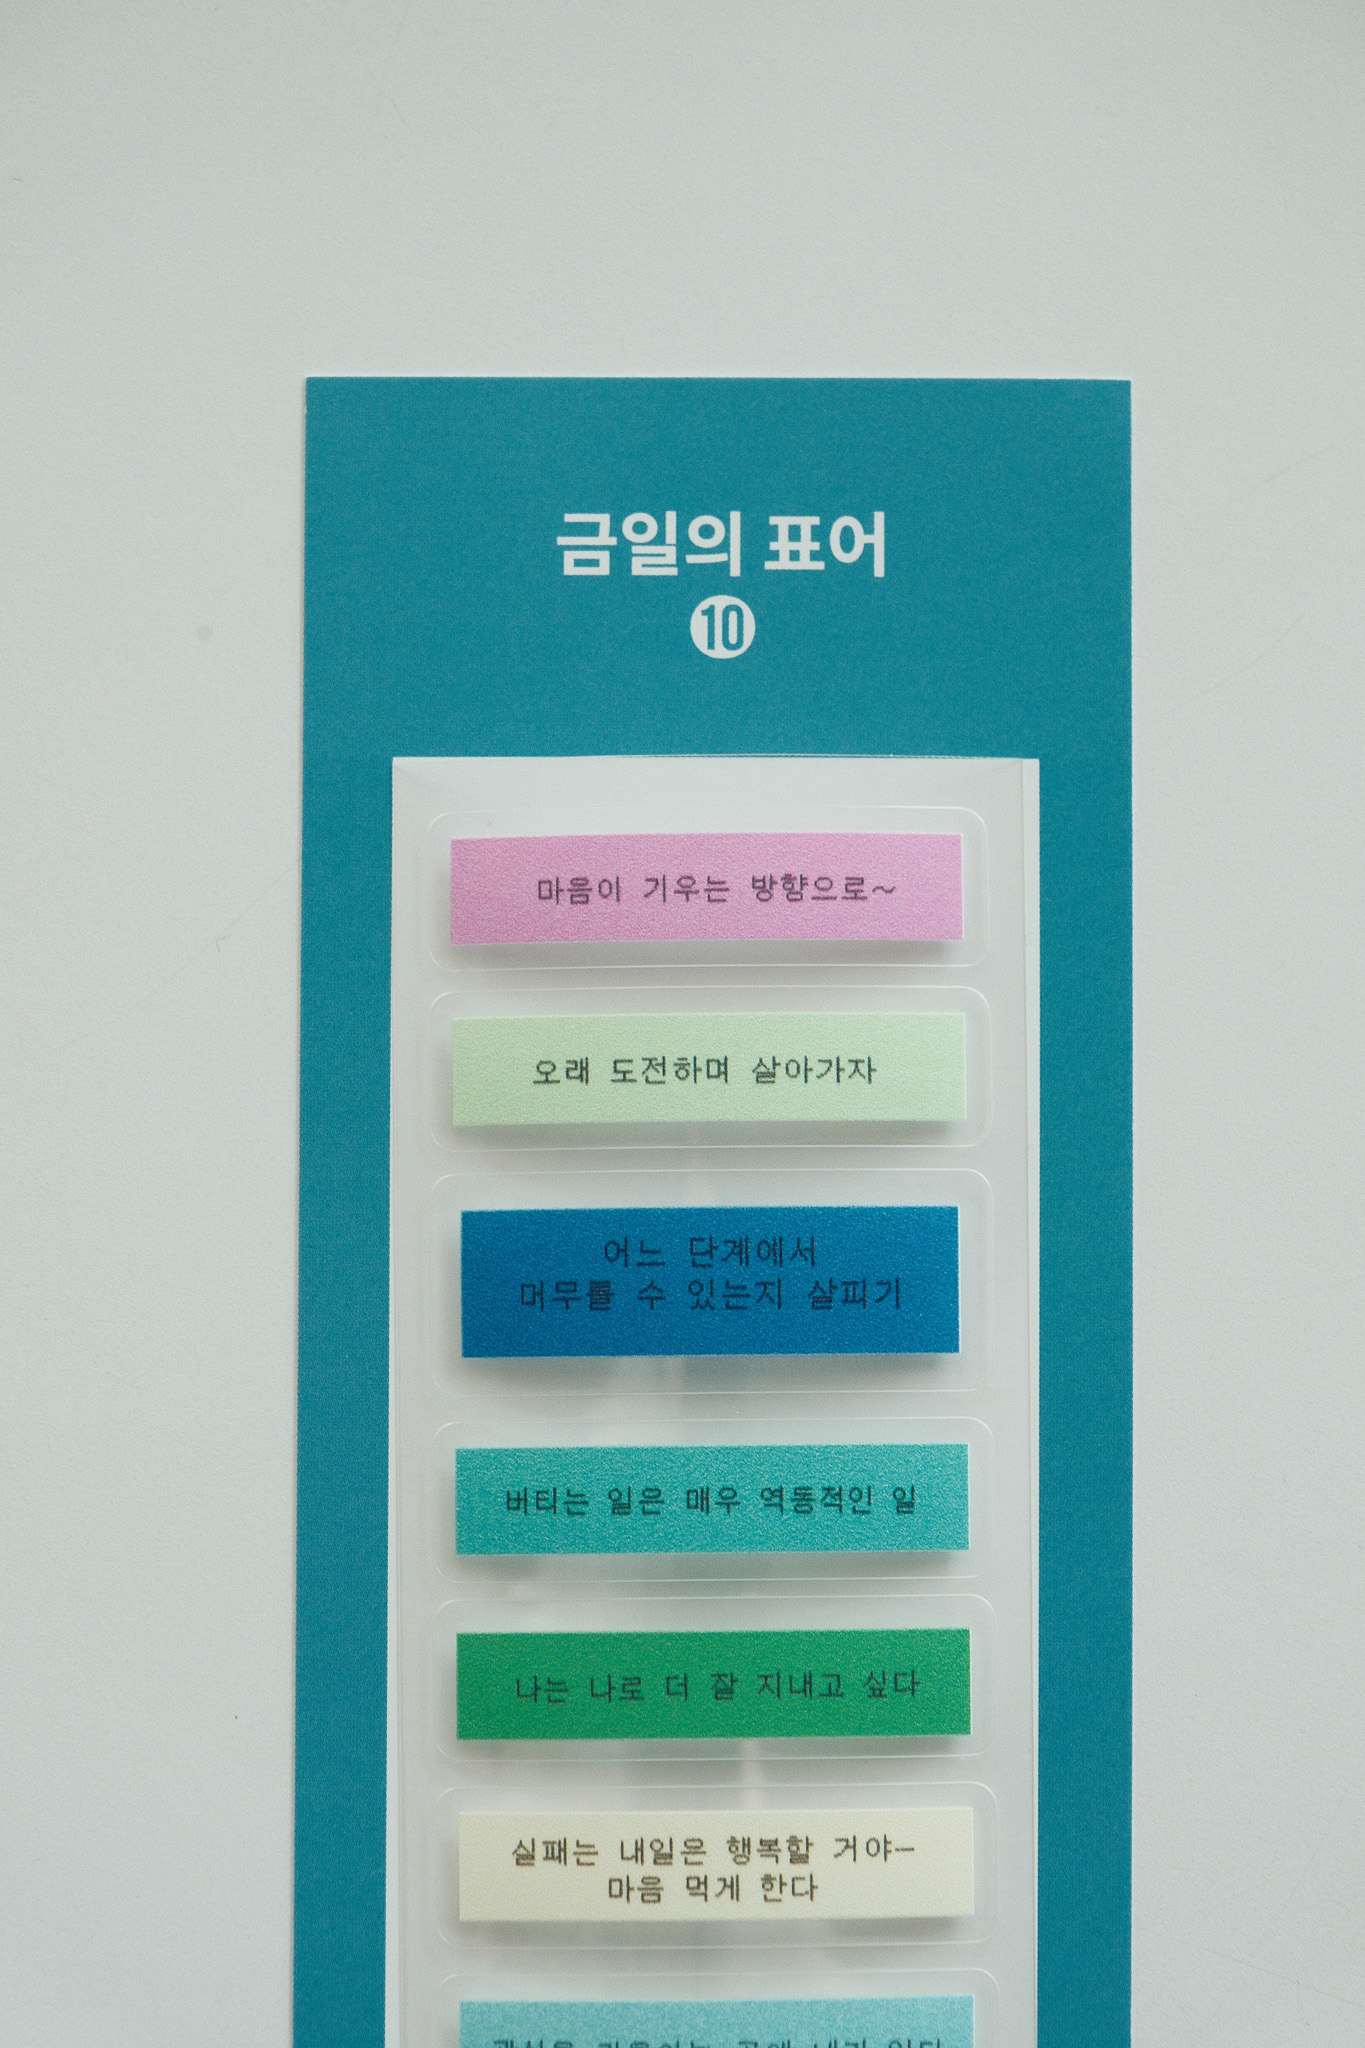 금일의 표어
10
마음이 기우는 방향으로~
오래 도전하며 살아가자
어느 단계에서
머무를 수 있는지 살피기
버티는 일은 매우 역동적인 일
나는 나로 더 잘 지내고 싶다
실패는 내일은 행복할 거야—
마음 먹게 한다